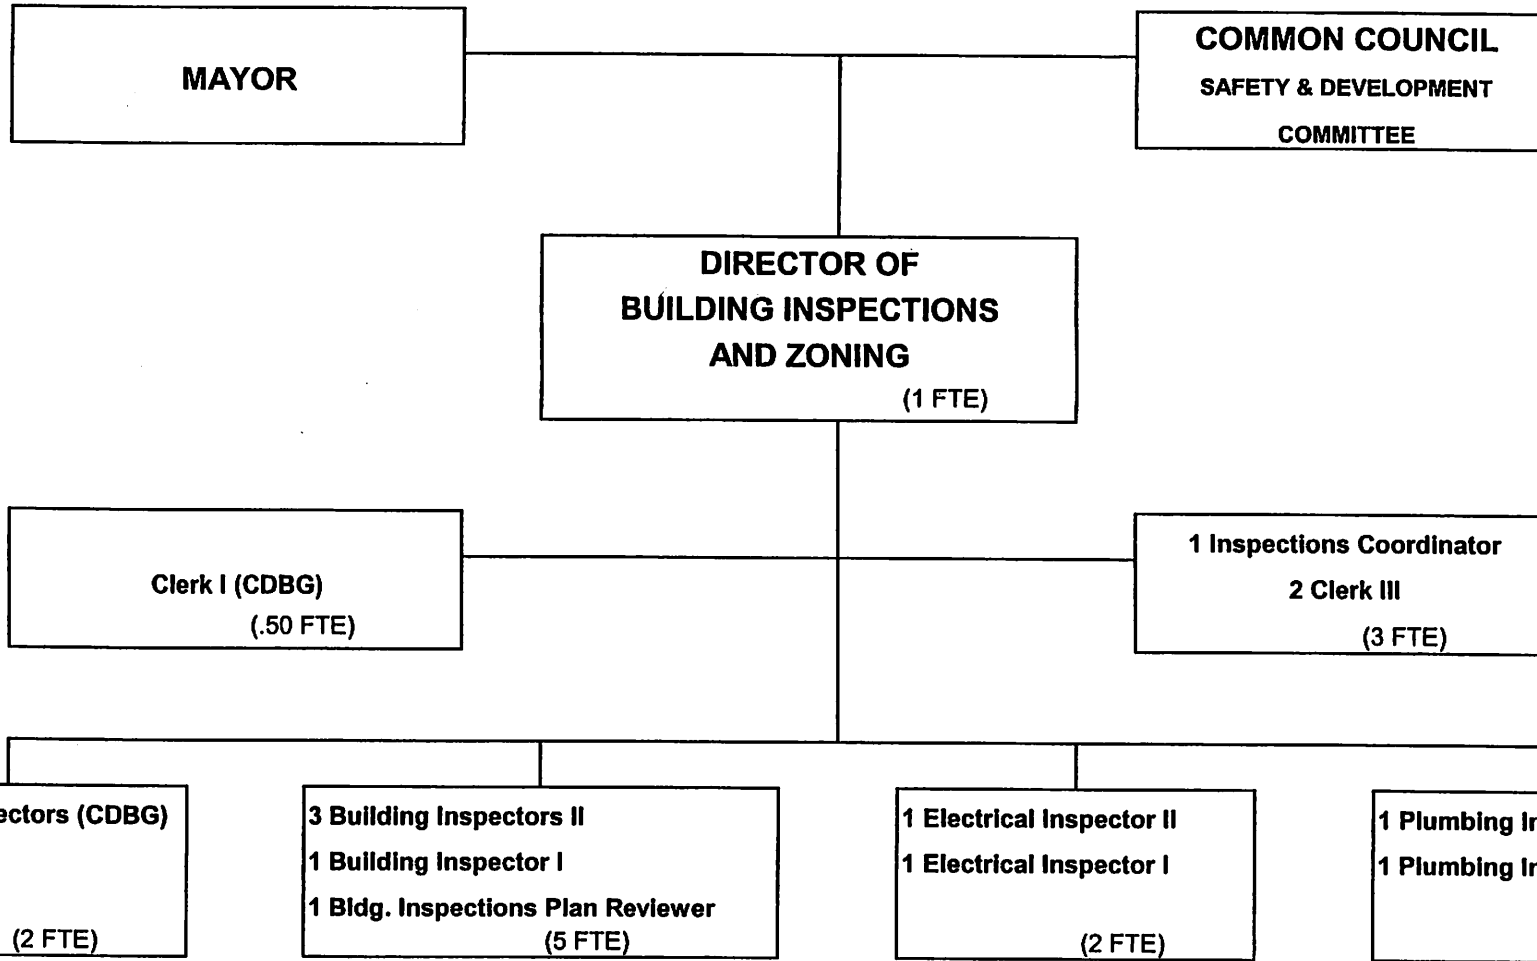 MAYOR
COMMON COUNCIL
SAFETY & DEVELOPMENT
COMMITTEE
DIRECTOR OF
BUILDING INSPECTIONS
AND ZONING
(1 FTE)
Clerk I (CDBG)
(.50 FTE)
1 Inspections Coordinator
2 Clerk III
(3 FTE)
(CDBG)
(2 FTE)
3 Building Inspectors II
1 Building Inspector I
1 Bldg. Inspections Plan Reviewer
(5 FTE)
1 Electrical Inspector II
1 Electrical Inspector I
(2 FTE)
1 Plumbing
1 Plumbing